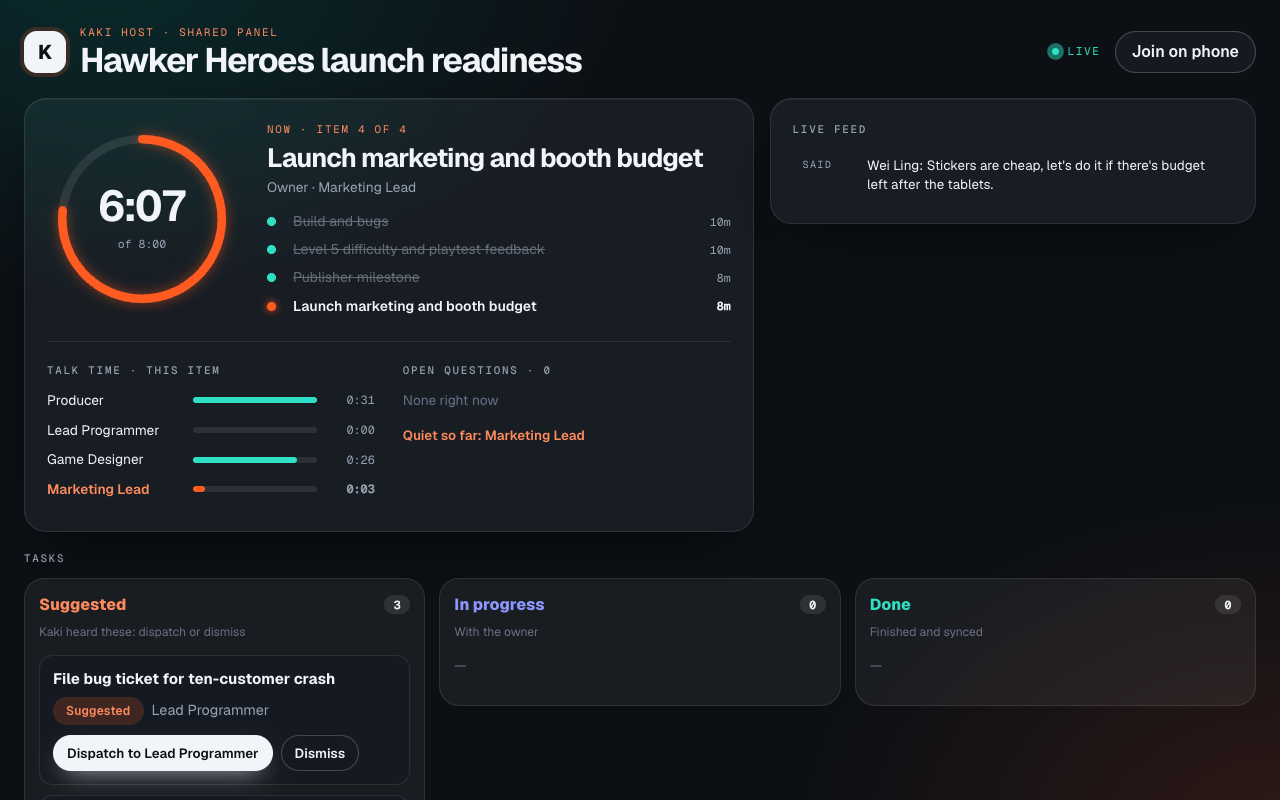 K
KAKI HOST · SHARED PANEL
Hawker Heroes launch readiness
LIVE
Join on phone
6:07
of 8:00
NOW · ITEM 4 OF 4
Launch marketing and booth budget
Owner · Marketing Lead
Build and bugs 10m
Level 5 difficulty and playtest feedback 10m
Publisher milestone 8m
Launch marketing and booth budget 8m
TALK TIME · THIS ITEM
Producer 0:31
Lead Programmer 0:00
Game Designer 0:26
Marketing Lead 0:03
OPEN QUESTIONS · 0
None right now
Quiet so far: Marketing Lead
LIVE FEED
SAID
Wei Ling: Stickers are cheap, let's do it if there's budget
left after the tablets.
TASKS
Suggested 3
Kaki heard these: dispatch or dismiss
File bug ticket for ten-customer crash
Suggested Lead Programmer
Dispatch to Lead Programmer Dismiss
In progress 0
With the owner
—
Done 0
Finished and synced
—